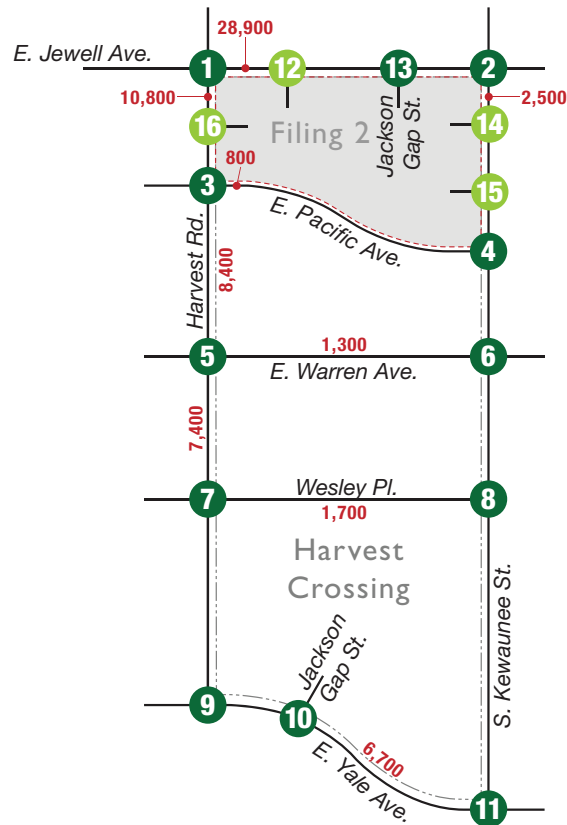 28,900
E. Jewell Ave.
1
12
13
2
10,800
2,500
16
Filing 2
Jackson
Gap St.
14
800
15
3
E. Pacific Ave.
4
Harvest Rd.
8,400
5
1,300
6
E. Warren Ave.
7,400
Wesley Pl.
7
8
1,700
Harvest
Crossing
S. Kewaunee St.
Jackson
Gap St.
9
10
E. Yale Ave.
6,700
11